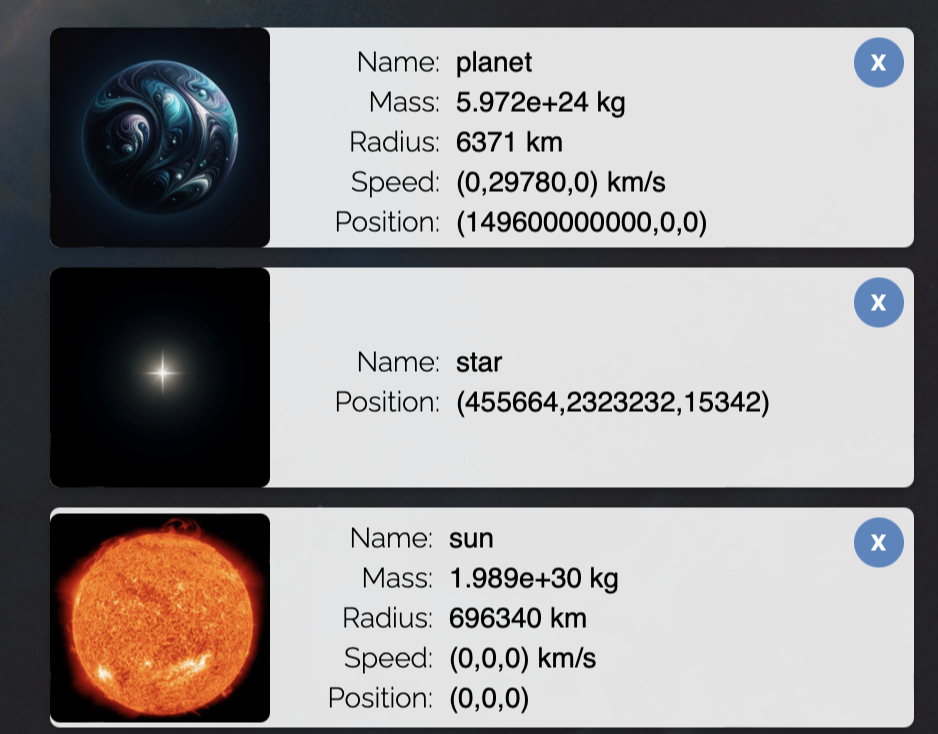 Name: planet
X
Mass: 5.972e+24 kg
Radius: 6371 km
Speed: (0,29780,0) km/s
Position: (149600000000,0,0)
X
Name: star
Position: (455664,2323232,15342)
Name: sun
X
Mass: 1.989e+30 kg
Radius: 696340 km
Speed: (0,0,0) km/s
Position: (0,0,0)